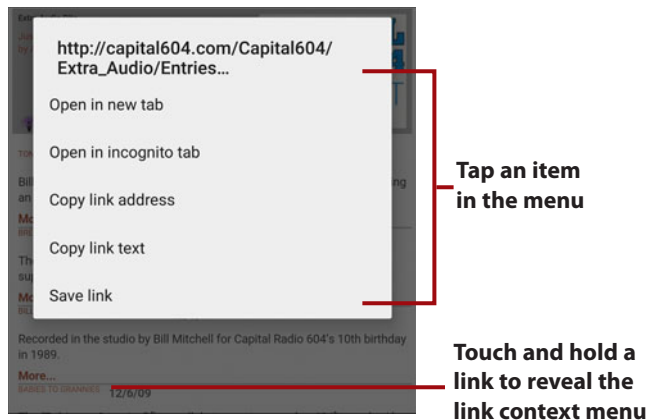 http://capital604.com/Capital604/
Extra_Audio/Entries…
Open in new tab
Open in incognito tab
Copy link address
Copy link text
Save link
Tap an item
in the menu
Recorded in the studio by Bill Mitchell for Capital Radio 604's 10th birthday
in 1989.
More...
BABIES TO GRANNIES 12/6/09
Touch and hold a
link to reveal the
link context menu